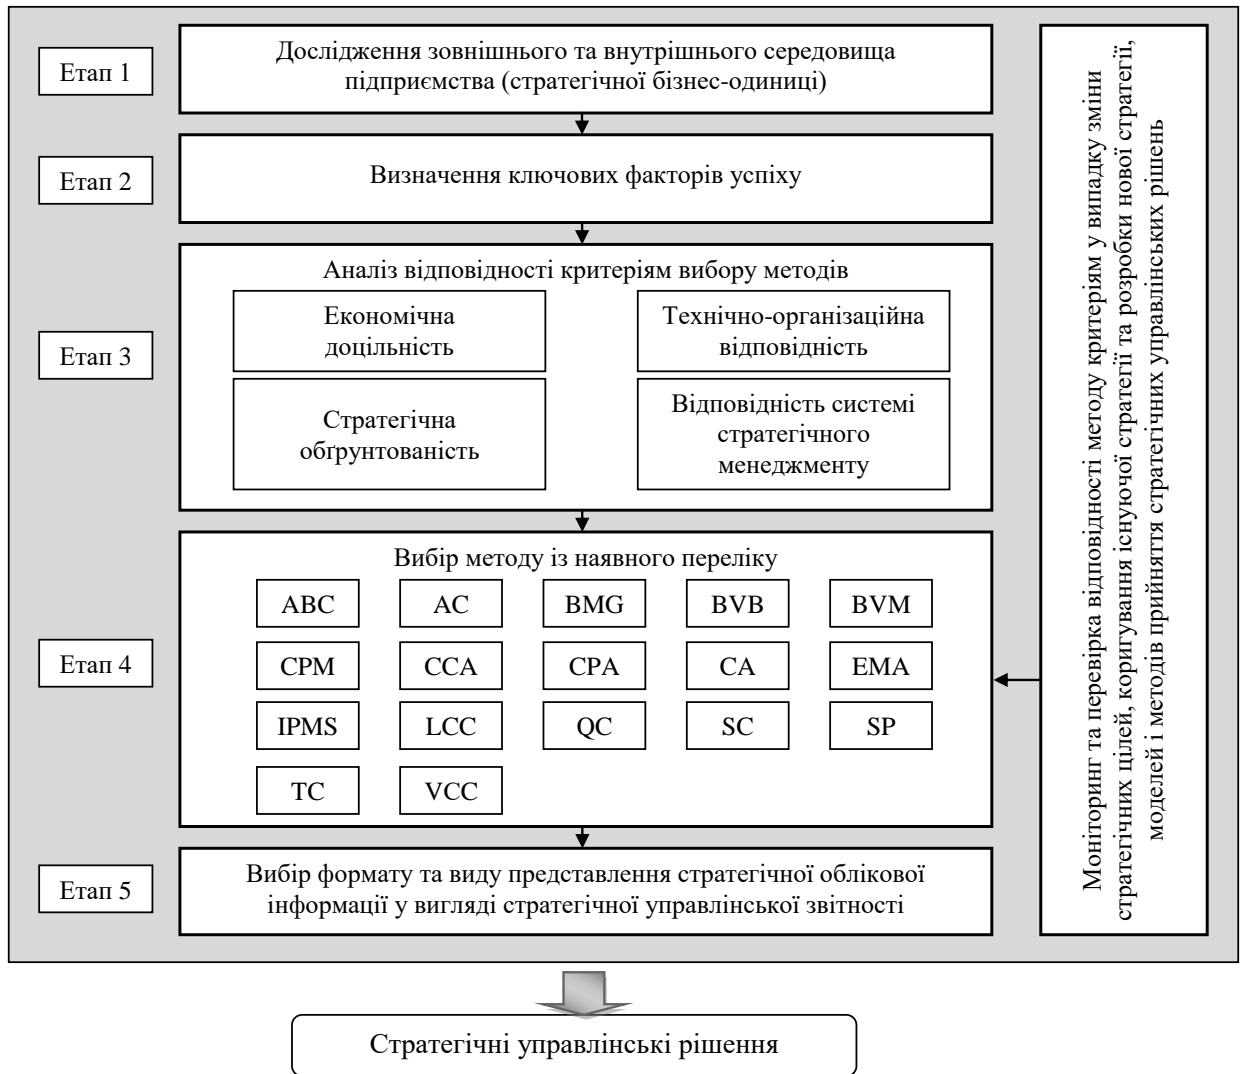 Етап 1
Дослідження зовнішнього та внутрішнього середовища
підприємства (стратегічної бізнес-одиниці)
Етап 2
Визначення ключових факторів успіху
Етап 3
Аналіз відповідності критеріям вибору методів
Економічна
доцільність
Технічно-організаційна
відповідність
Стратегічна
обґрунтованість
Відповідність системі
стратегічного
менеджменту
Етап 4
Вибір методу із наявного переліку
ABC
AC
BMG
BVB
BVM
CPM
CCA
CPA
CA
EMA
IPMS
LCC
QC
SC
SP
TC
VCC
Етап 5
Вибір формату та виду представлення стратегічної облікової
інформації у вигляді стратегічної управлінської звітності
Моніторинг та перевірка відповідності методу критеріям у випадку зміни
стратегічних цілей, коригування існуючої стратегії та розробки нової стратегії,
моделей і методів прийняття стратегічних управлінських рішень
Стратегічні управлінські рішення